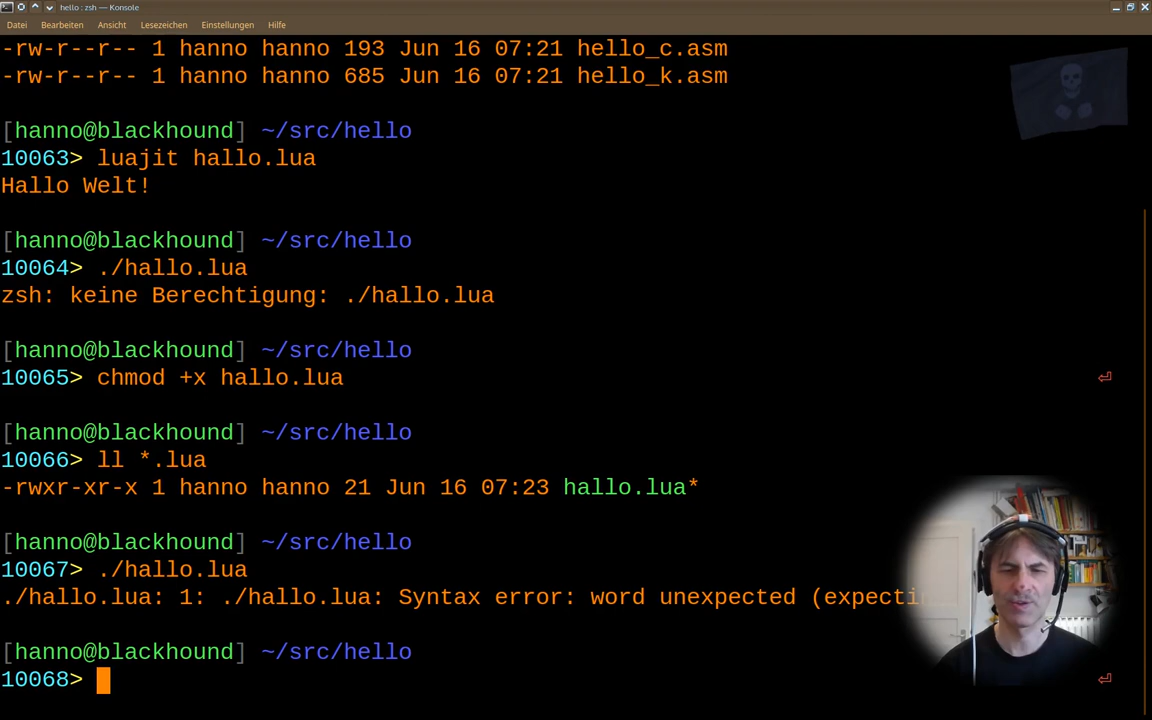 hello : zsh — Konsole
Datei Bearbeiten Ansicht Lesezeichen Einstellungen Hilfe
-rw-r--r-- 1 hanno hanno 193 Jun 16 07:21 hello_c.asm
-rw-r--r-- 1 hanno hanno 685 Jun 16 07:21 hello_k.asm
[hanno@blackhound] ~/src/hello
10063> luajit hallo.lua
Hallo Welt!
[hanno@blackhound] ~/src/hello
10064> ./hallo.lua
zsh: keine Berechtigung: ./hallo.lua
[hanno@blackhound] ~/src/hello
10065> chmod +x hallo.lua
[hanno@blackhound] ~/src/hello
10066> ll *.lua
-rwxr-xr-x 1 hanno hanno 21 Jun 16 07:23 hallo.lua*
[hanno@blackhound] ~/src/hello
10067> ./hallo.lua
./hallo.lua: 1: ./hallo.lua: Syntax error: word unexpected
[hanno@blackhound] ~/src/hello
10068>